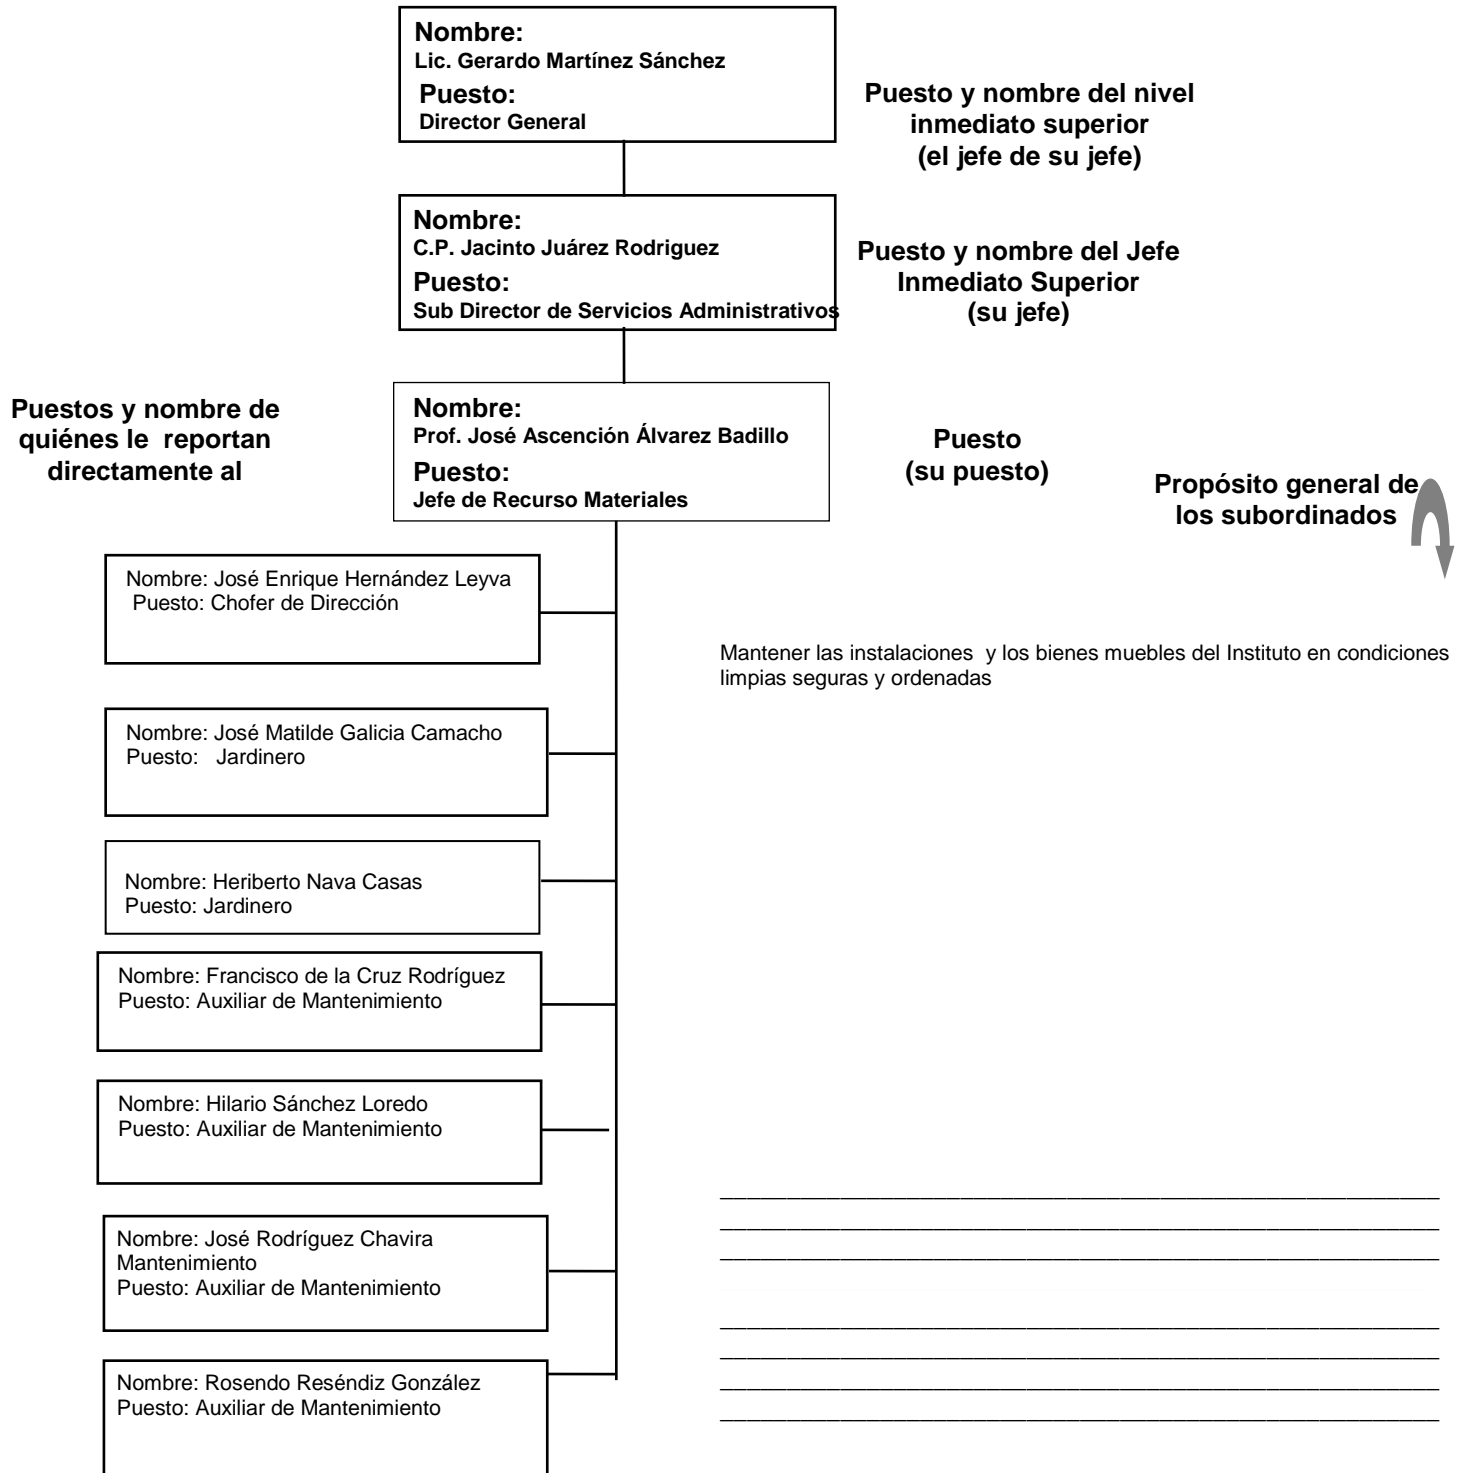 Nombre:
Lic. Gerardo Martínez Sánchez
Puesto:
Director General
Puesto y nombre del nivel
inmediato superior
(el jefe de su jefe)
Nombre:
C.P. Jacinto Juárez Rodriguez
Puesto:
Sub Director de Servicios Administrativos
Puesto y nombre del Jefe
Inmediato Superior
(su jefe)
Puestos y nombre de
quiénes le reportan
directamente al
Nombre:
Prof. José Ascención Álvarez Badillo
Puesto:
Jefe de Recurso Materiales
Puesto
(su puesto)
Propósito general de
los subordinados
Nombre: José Enrique Hernández Leyva
Puesto: Chofer de Dirección
Mantener las instalaciones y los bienes muebles del Instituto en condiciones
limpias seguras y ordenadas
Nombre: José Matilde Galicia Camacho
Puesto: Jardinero
Nombre: Heriberto Nava Casas
Puesto: Jardinero
Nombre: Francisco de la Cruz Rodríguez
Puesto: Auxiliar de Mantenimiento
Nombre: Hilario Sánchez Loredo
Puesto: Auxiliar de Mantenimiento
Nombre: José Rodríguez Chavira
Mantenimiento
Puesto: Auxiliar de Mantenimiento
Nombre: Rosendo Reséndiz González
Puesto: Auxiliar de Mantenimiento